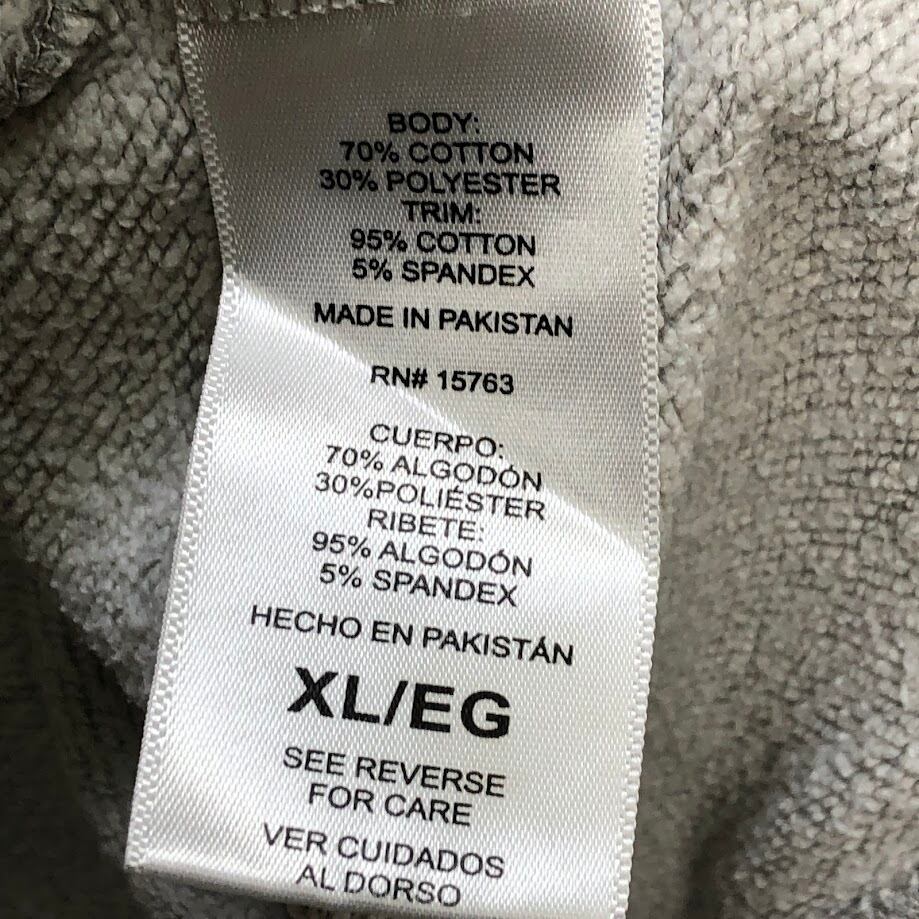 BODY:
70% COTTON
30% POLYESTER
TRIM:
95% COTTON
5% SPANDEX
MADE IN PAKISTAN
RN# 15763
CUERPO:
70% ALGODÓN
30%POLIÉSTER
RIBETE:
95% ALGODÓN
5% SPANDEX
HECHO EN PAKISTÁN
XL/EG
SEE REVERSE
FOR CARE
VER CUIDADOS
AL DORSO